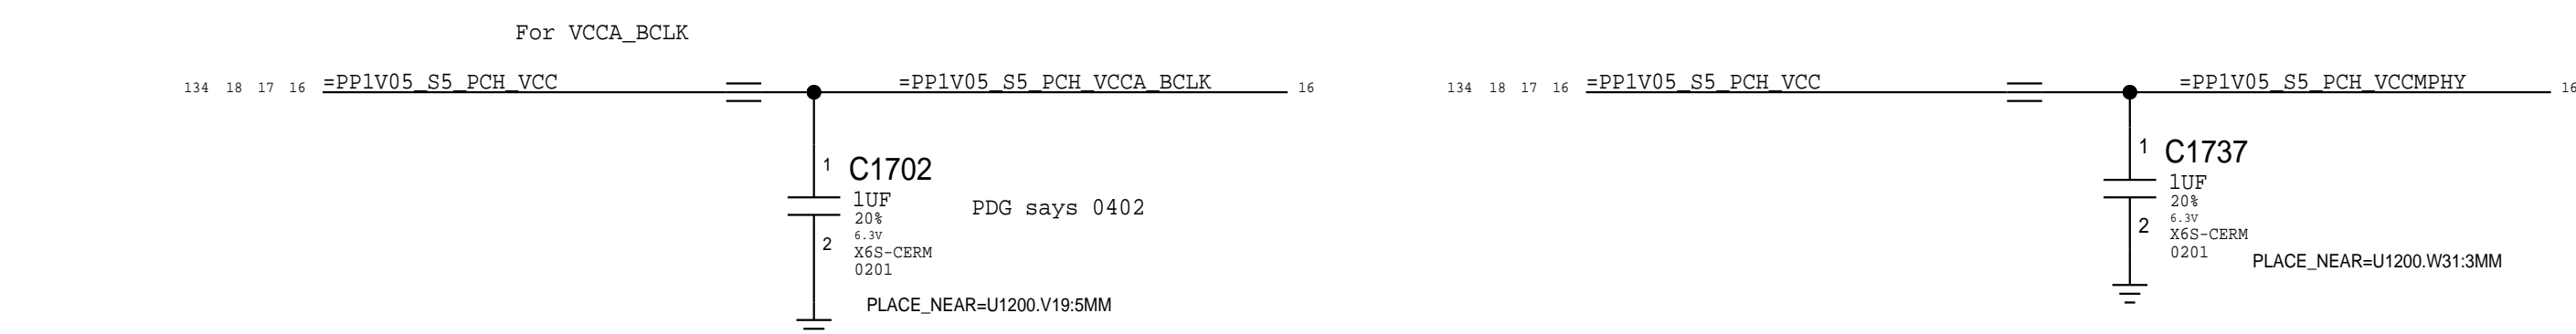 For VCCA_BCLK
134 18 17 16 =PP1V05_S5_PCH_VCC =PP1V05_S5_PCH_VCCA_BCLK 16
1 C1702
1UF
20%
6.3V
2
X6S-CERM
0201
PDG says 0402
PLACE_NEAR=U1200.V19:5MM
134 18 17 16 =PP1V05_S5_PCH_VCC =PP1V05_S5_PCH_VCCMPHY 16
1 C1737
1UF
20%
6.3V
2
X6S-CERM
0201
PLACE_NEAR=U1200.W31:3MM